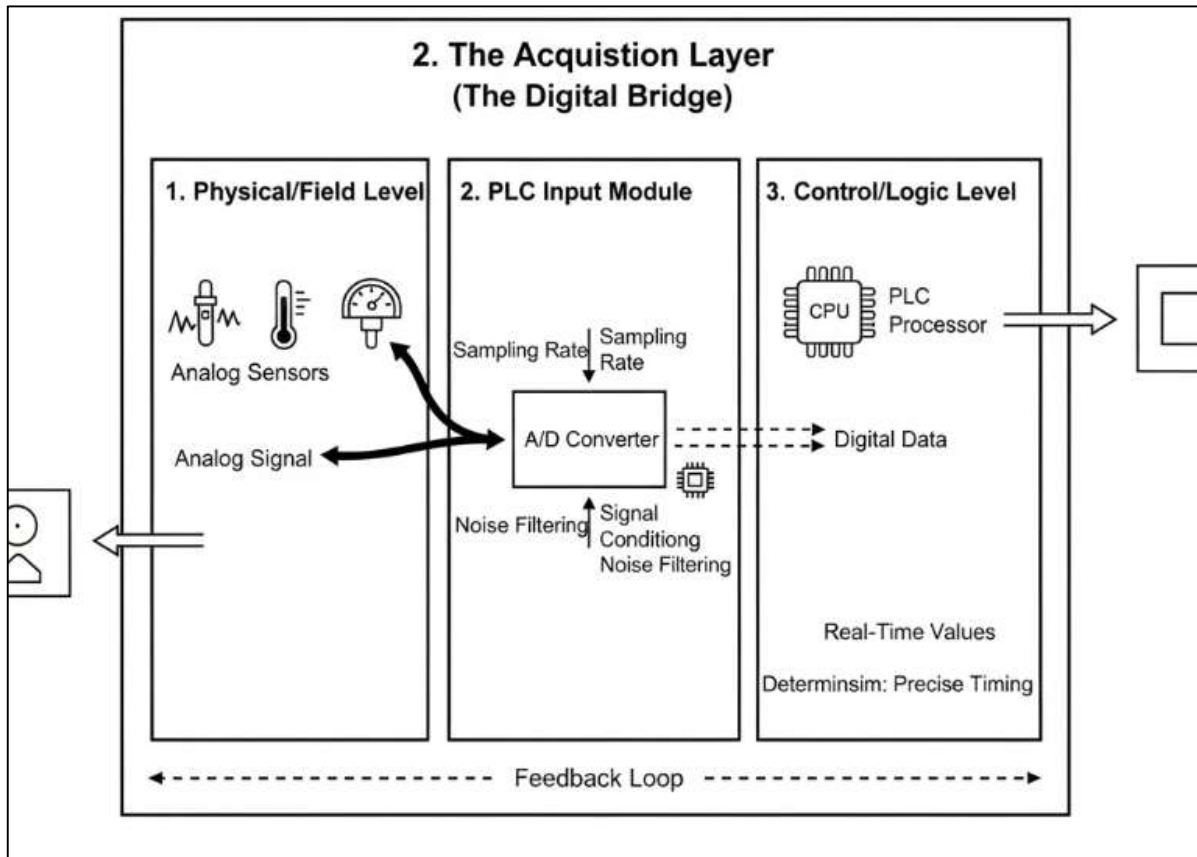 2. The Acquistion Layer
(The Digital Bridge)
1. Physical/Field Level
Analog Sensors
Analog Signal
2. PLC Input Module
Sampling Rate
Sampling
Rate
A/D Converter
Noise Filtering
Signal
Conditiong
Noise Filtering
3. Control/Logic Level
CPU
PLC
Processor
Digital Data
Real-Time Values
Determinsim: Precise Timing
Feedback Loop